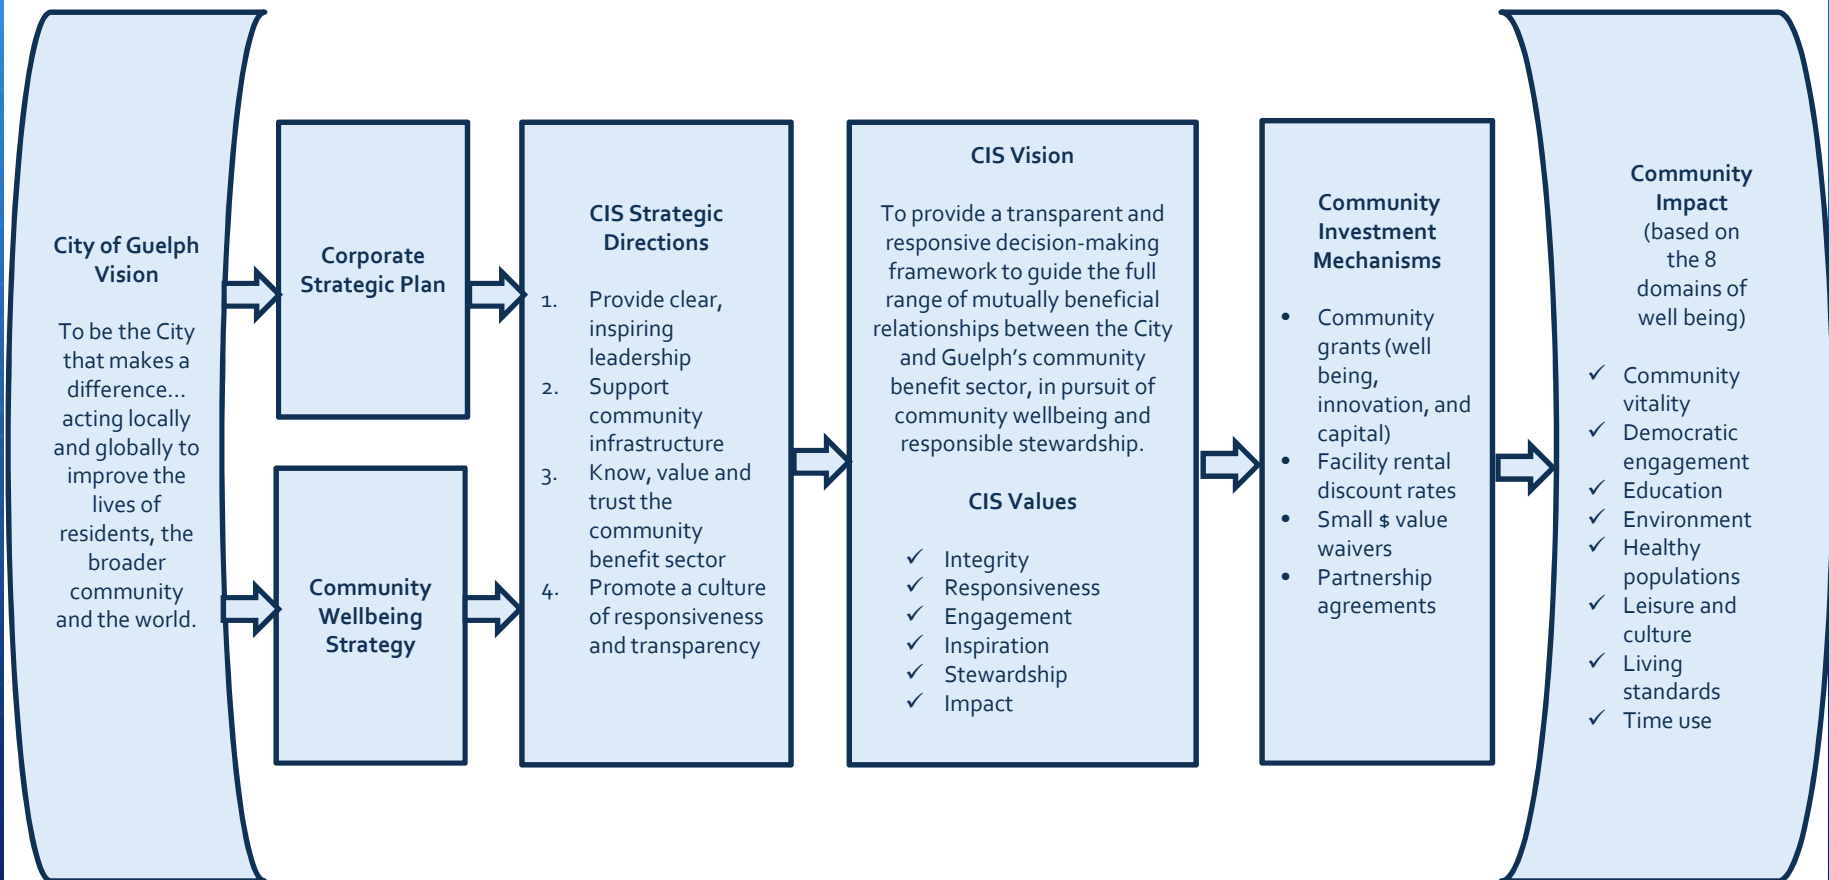 City of Guelph
Vision
To be the City
that makes a
difference...
acting locally
and globally to
improve the
lives of
residents, the
broader
community
and the world.
Corporate
Strategic Plan
Community
Wellbeing
Strategy
CIS Strategic
Directions
1. Provide clear,
inspiring
leadership
2. Support
community
infrastructure
3. Know, value and
trust the
community
benefit sector
4. Promote a culture
of responsiveness
and transparency
CIS Vision
To provide a transparent and
responsive decision-making
framework to guide the full
range of mutually beneficial
relationships between the City
and Guelph's community
benefit sector, in pursuit of
community wellbeing and
responsible stewardship.
CIS Values
✓ Integrity
✓ Responsiveness
✓ Engagement
✓ Inspiration
✓ Stewardship
✓ Impact
Community
Investment
Mechanisms
• Community
grants (well
being,
innovation, and
capital)
• Facility rental
discount rates
• Small $ value
waivers
• Partnership
agreements
Community
Impact
(based on
the 8
domains of
well being)
✓ Community
vitality
✓ Democratic
engagement
✓ Education
✓ Environment
✓ Healthy
populations
✓ Leisure and
culture
✓ Living
standards
✓ Time use